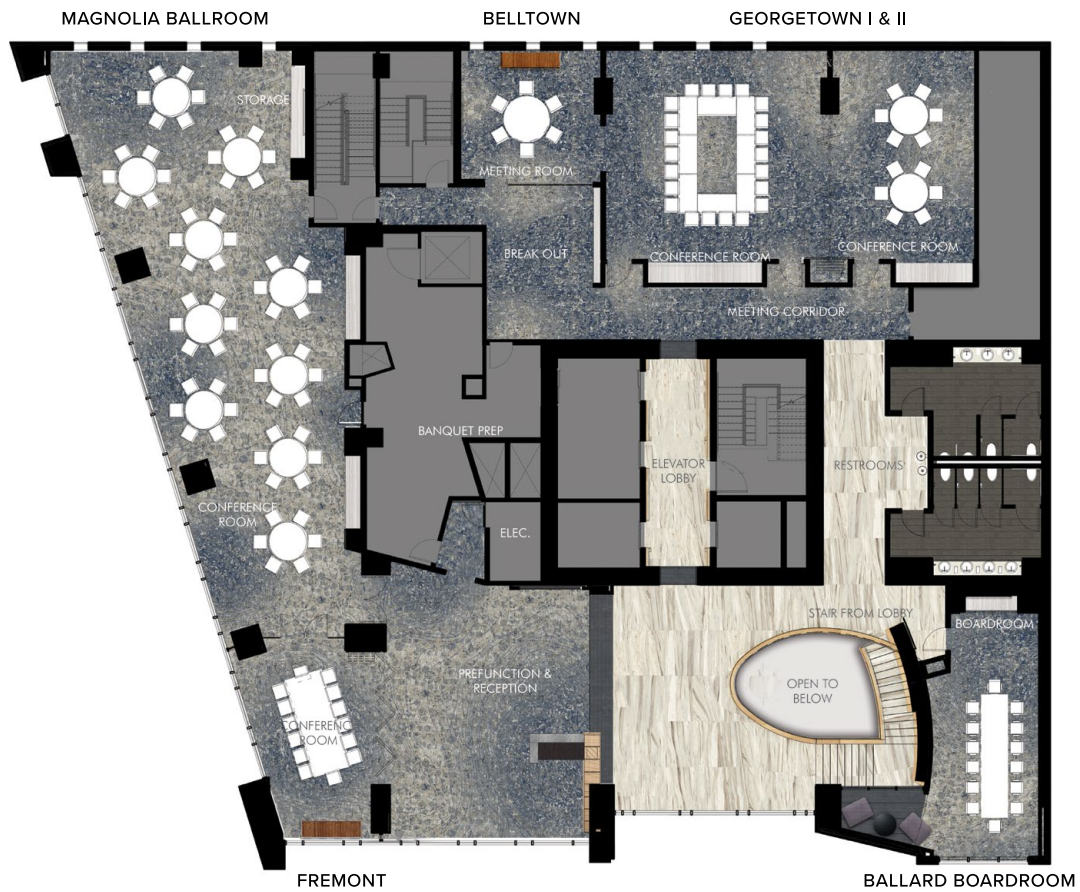 MAGNOLIA BALLROOM
BELLTOWN
GEORGETOWN I & II
STORAGE
MEETING ROOM
BREAK OUT
CONFERENCE ROOM
CONFERENCE ROOM
MEETING CORRIDOR
BANQUET PREP
ELEVATOR
LOBBY
RESTROOMS
CONFERENCE
ROOM
ELEC.
STAIR FROM LOBBY
BOARDROOM
PREFUNCTION &
RECEPTION
OPEN TO
BELOW
CONFERENCE
ROOM
FREMONT
BALLARD BOARDROOM